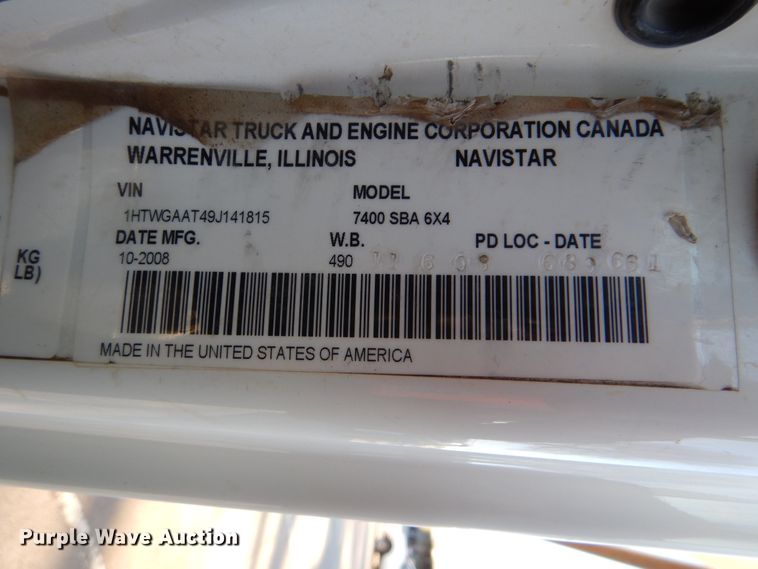 NAVISTAR TRUCK AND ENGINE CORPORATION CANADA
WARRENVILLE, ILLINOIS NAVISTAR
VIN MODEL
1HTWGAAT49J141815 7400 SBA 6X4
DATE MFG. W.B. PD LOC - DATE
10-2008 490
KG
LB)
MADE IN THE UNITED STATES OF AMERICA
Purple Wave Auction